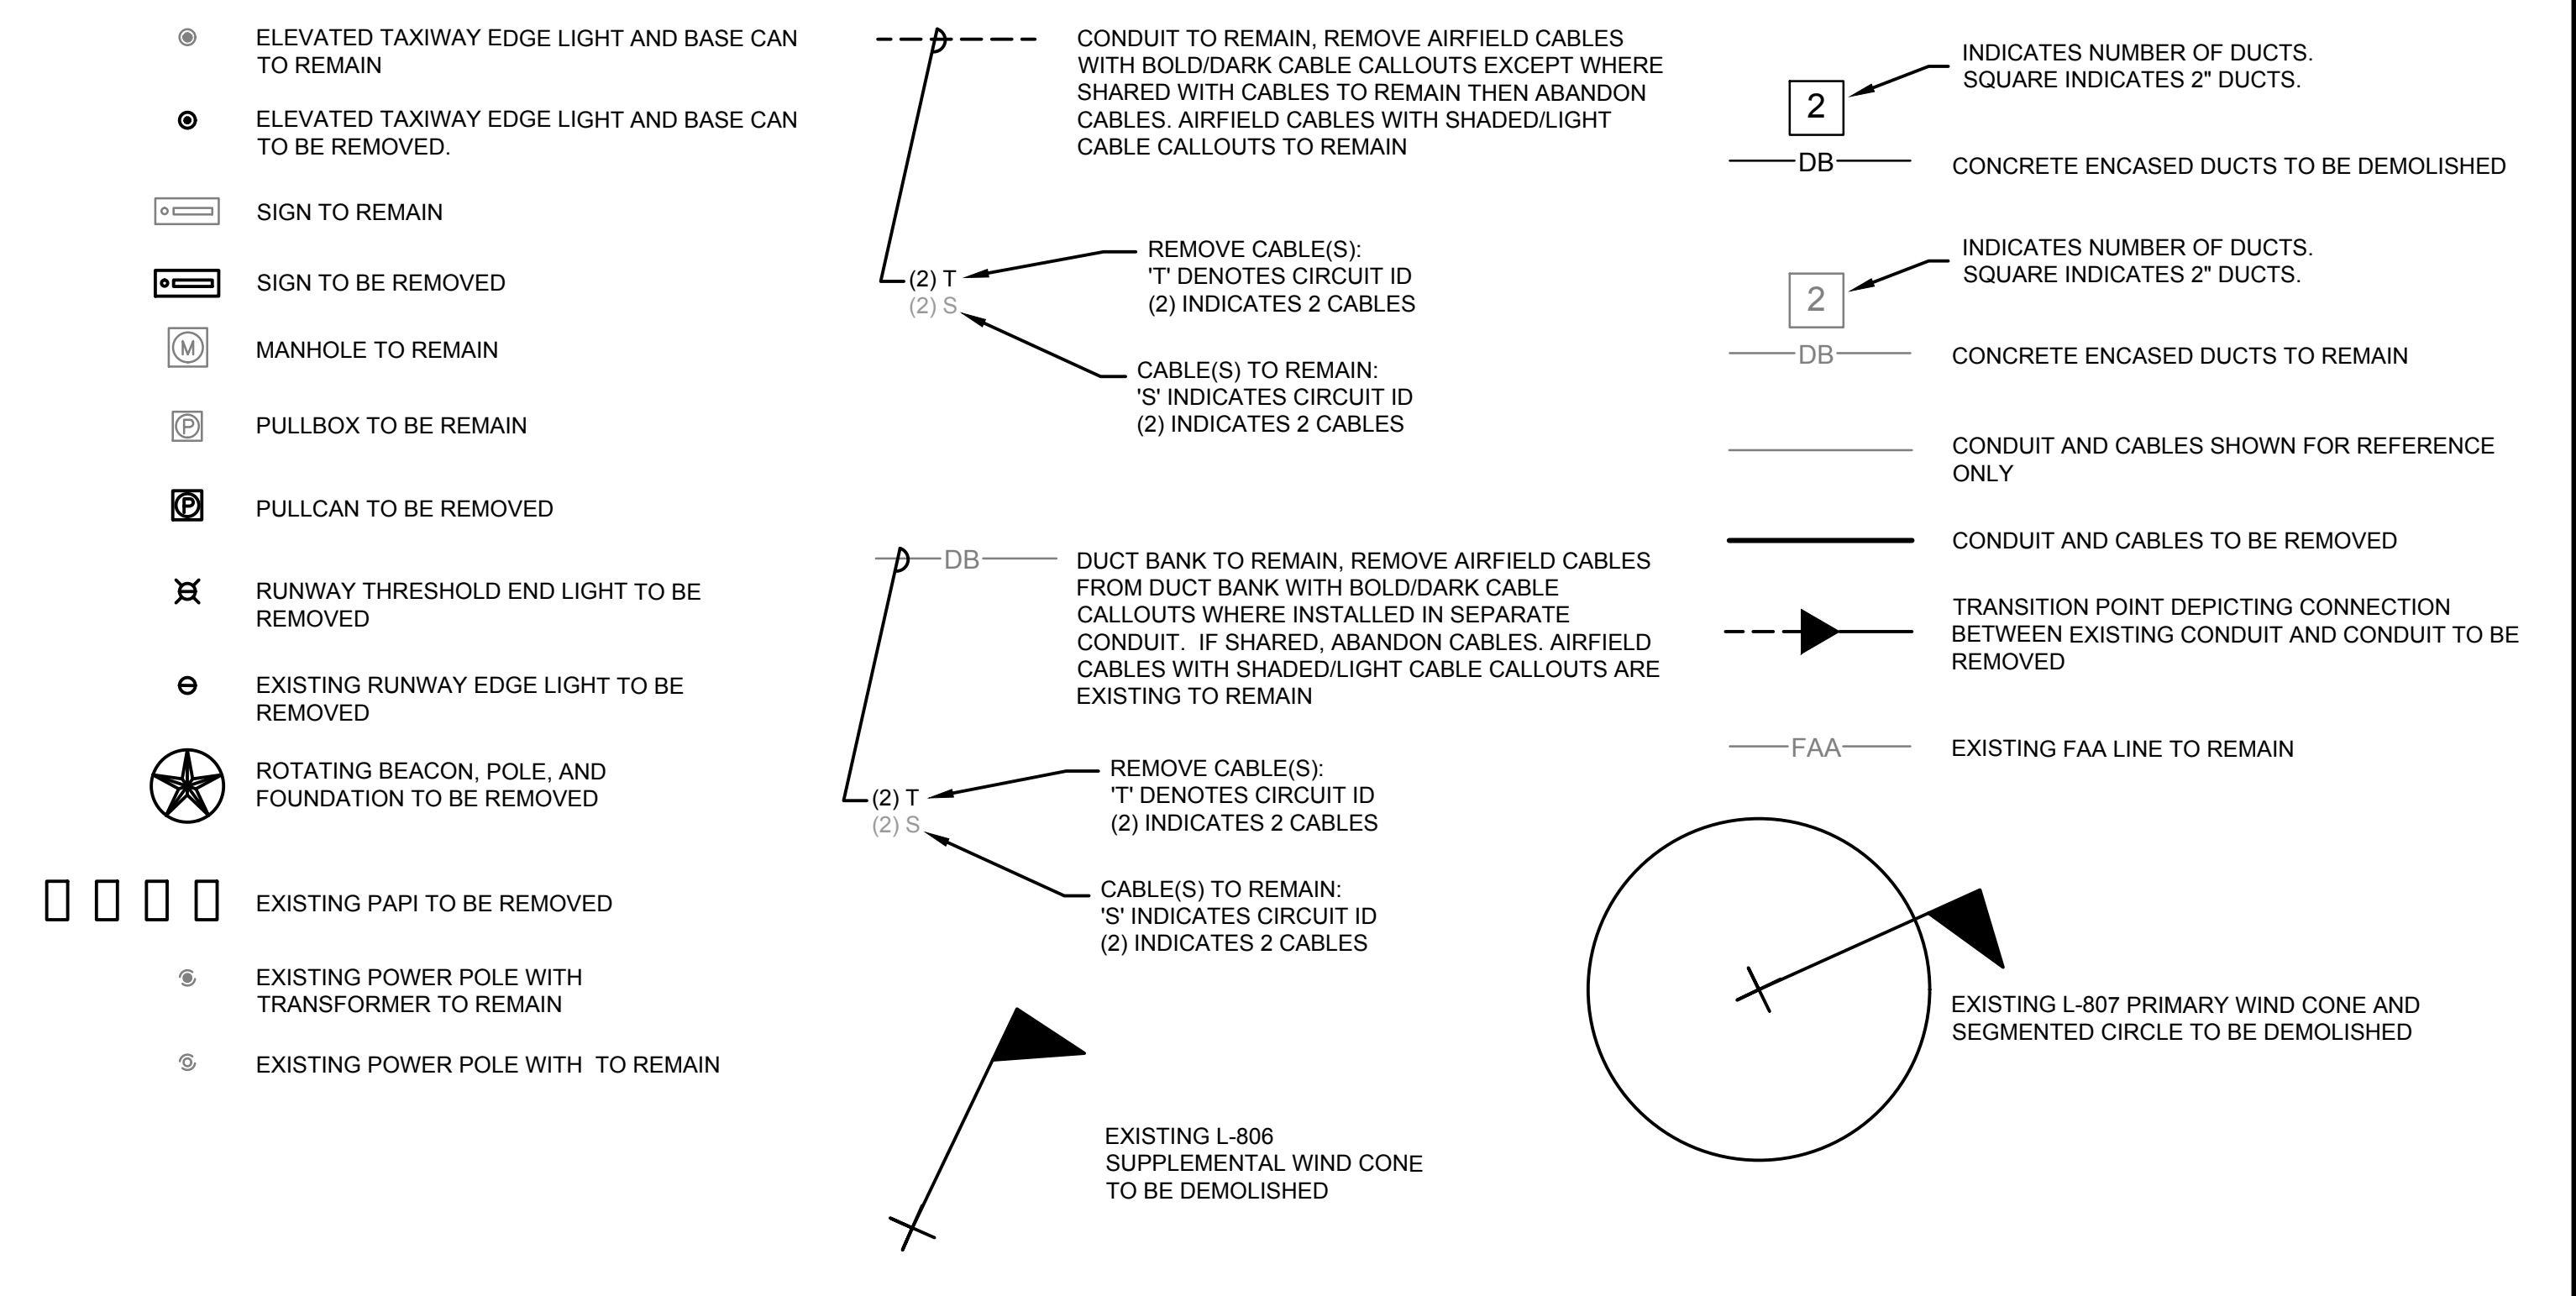 ELEVATED TAXIWAY EDGE LIGHT AND BASE CAN
TO REMAIN
ELEVATED TAXIWAY EDGE LIGHT AND BASE CAN
TO BE REMOVED.
SIGN TO REMAIN
SIGN TO BE REMOVED
M
MANHOLE TO REMAIN
P
PULLBOX TO BE REMAIN
P
PULLCAN TO BE REMOVED
RUNWAY THRESHOLD END LIGHT TO BE
REMOVED
EXISTING RUNWAY EDGE LIGHT TO BE
REMOVED
ROTATING BEACON, POLE, AND
FOUNDATION TO BE REMOVED
EXISTING PAPI TO BE REMOVED
EXISTING POWER POLE WITH
TRANSFORMER TO REMAIN
EXISTING POWER POLE WITH  TO REMAIN
CONDUIT TO REMAIN, REMOVE AIRFIELD CABLES
WITH BOLD/DARK CABLE CALLOUTS EXCEPT WHERE
SHARED WITH CABLES TO REMAIN THEN ABANDON
CABLES. AIRFIELD CABLES WITH SHADED/LIGHT
CABLE CALLOUTS TO REMAIN
(2) T
(2) S
REMOVE CABLE(S):
'T' DENOTES CIRCUIT ID
(2) INDICATES 2 CABLES
CABLE(S) TO REMAIN:
'S' INDICATES CIRCUIT ID
(2) INDICATES 2 CABLES
DB
DUCT BANK TO REMAIN, REMOVE AIRFIELD CABLES
FROM DUCT BANK WITH BOLD/DARK CABLE
CALLOUTS WHERE INSTALLED IN SEPARATE
CONDUIT.  IF SHARED, ABANDON CABLES. AIRFIELD
CABLES WITH SHADED/LIGHT CABLE CALLOUTS ARE
EXISTING TO REMAIN
(2) T
(2) S
REMOVE CABLE(S):
'T' DENOTES CIRCUIT ID
(2) INDICATES 2 CABLES
CABLE(S) TO REMAIN:
'S' INDICATES CIRCUIT ID
(2) INDICATES 2 CABLES
EXISTING L-806
SUPPLEMENTAL WIND CONE
TO BE DEMOLISHED
INDICATES NUMBER OF DUCTS.
SQUARE INDICATES 2" DUCTS.
2
DB
CONCRETE ENCASED DUCTS TO BE DEMOLISHED
INDICATES NUMBER OF DUCTS.
SQUARE INDICATES 2" DUCTS.
2
DB
CONCRETE ENCASED DUCTS TO REMAIN
CONDUIT AND CABLES SHOWN FOR REFERENCE
ONLY
CONDUIT AND CABLES TO BE REMOVED
TRANSITION POINT DEPICTING CONNECTION
BETWEEN EXISTING CONDUIT AND CONDUIT TO BE
REMOVED
FAA
EXISTING FAA LINE TO REMAIN
EXISTING L-807 PRIMARY WIND CONE AND
SEGMENTED CIRCLE TO BE DEMOLISHED